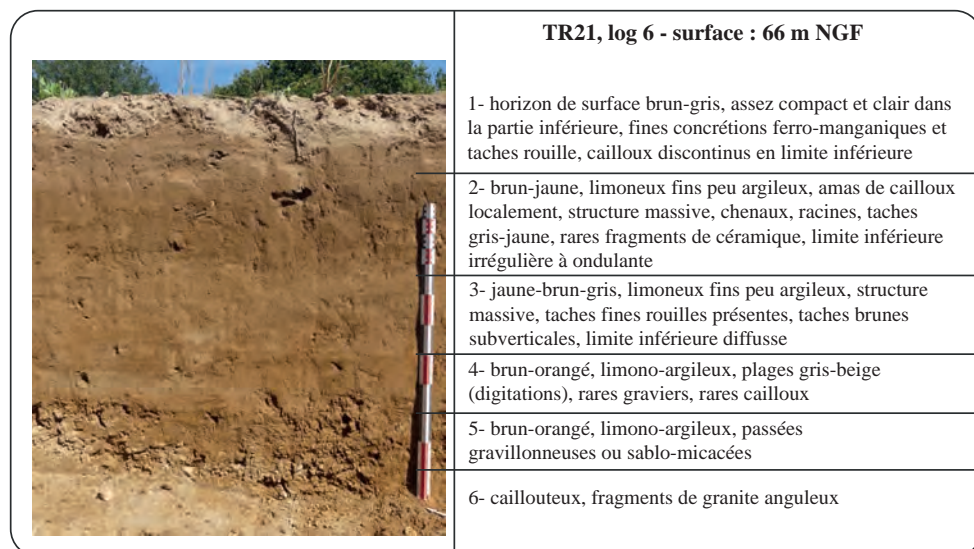 TR21, log 6 - surface : 66 m NGF
1- horizon de surface brun-gris, assez compact et clair dans
la partie inférieure, fines concrétions ferro-manganiques et
taches rouille, cailloux discontinus en limite inférieure
2- brun-jaune, limoneux fins peu argileux, amas de cailloux
localement, structure massive, chenaux, racines, taches
gris-jaune, rares fragments de céramique, limite inférieure
irrégulière à ondulante
3- jaune-brun-gris, limoneux fins peu argileux, structure
massive, taches fines rouilles présentes, taches brunes
subverticales, limite inférieure diffuse
4- brun-orangé, limono-argileux, plages gris-beige
(digitations), rares graviers, rares cailloux
5- brun-orangé, limono-argileux, passées
gravillonneuses ou sablo-micacées
6- caillouteux, fragments de granite anguleux